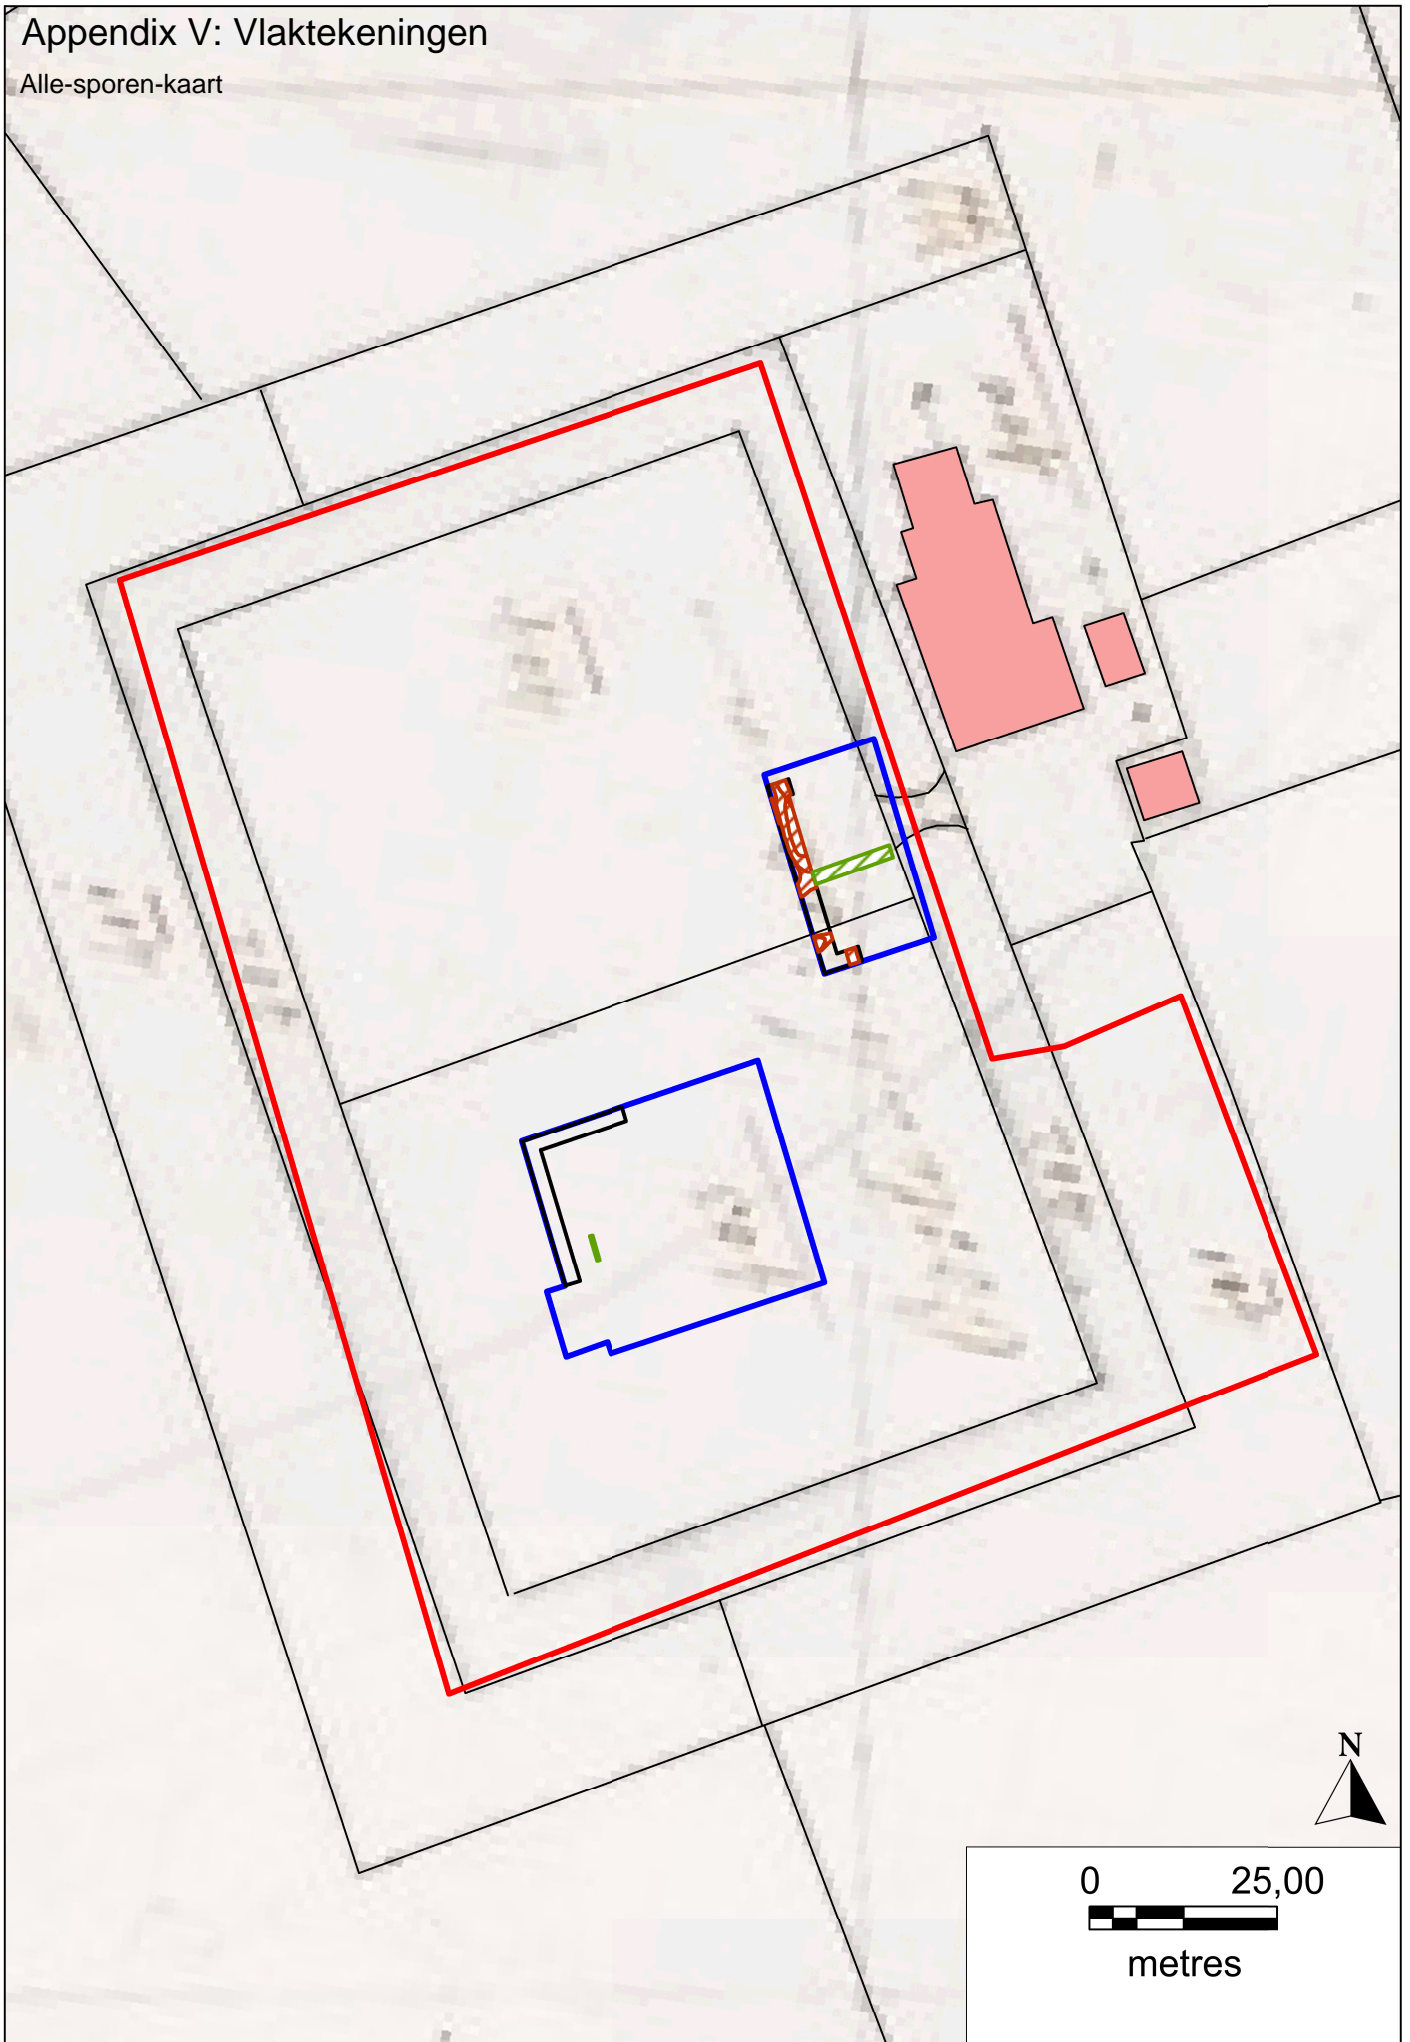 Appendix V: Vlaktekeningen
Alle-sporen-kaart
N
0 25,00
metres